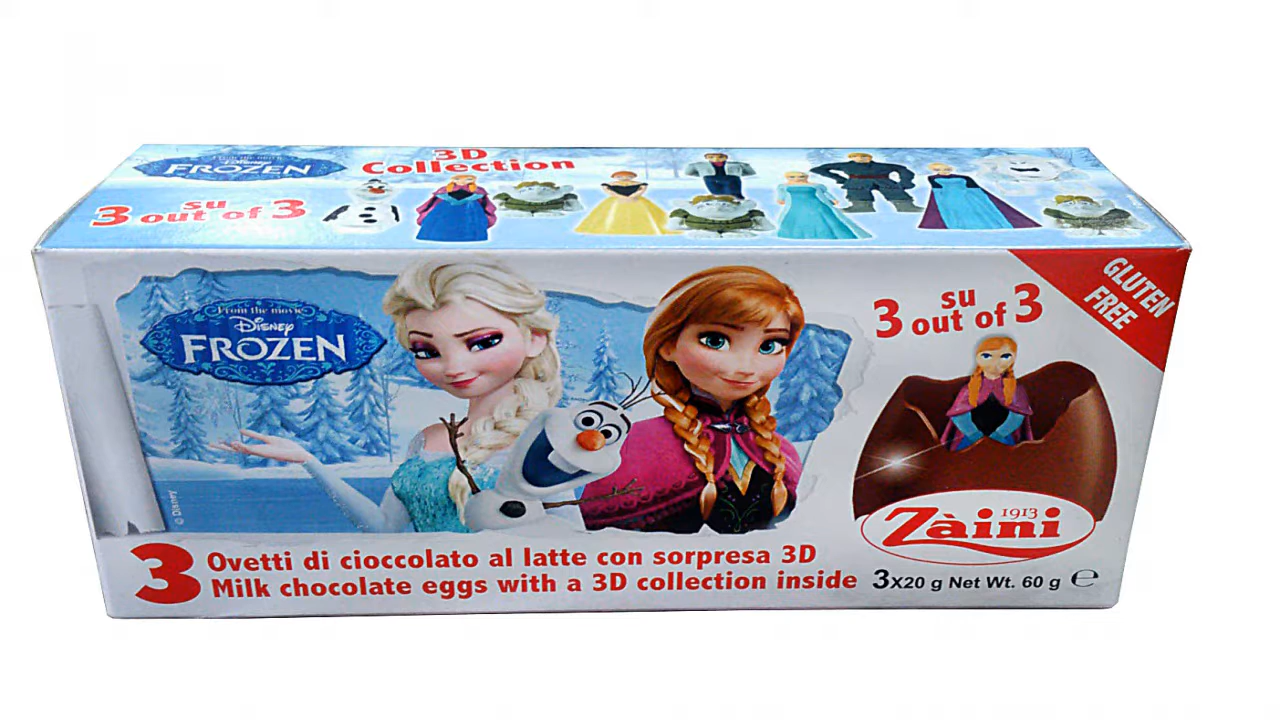 From the movie
Disney
FROZEN
3D
Collection
su
3 out of 3
From the movie
Disney
FROZEN
su
3 out of 3
GLUTEN
FREE
© Disney
1913
Zàini
3 Ovetti di cioccolato al latte con sorpresa 3D
Milk chocolate eggs with a 3D collection inside
3X20 g Net Wt. 60 g ℮